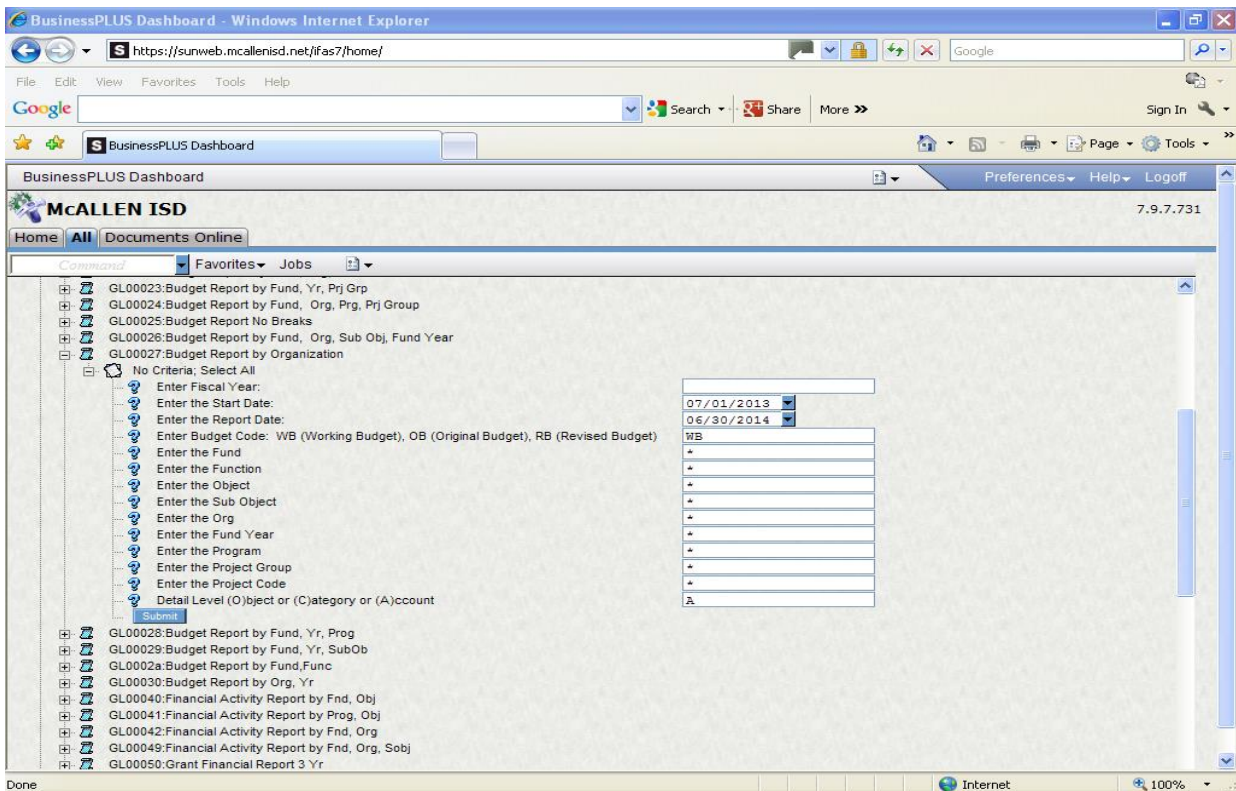 BusinessPLUS Dashboard - Windows Internet Explorer
S https://sunweb.mcallenisd.net/ifas7/home/ Google
File Edit View Favorites Tools Help
Google Search Share More >> Sign In
S BusinessPLUS Dashboard Page Tools >>
BusinessPLUS Dashboard Preferences Help Logoff
McALLEN ISD 7.9.7.731
Home All Documents Online
Command Favorites Jobs
GL00023:Budget Report by Fund, Yr, Prj Grp
GL00024:Budget Report by Fund, Org, Prg, Prj Group
GL00025:Budget Report No Breaks
GL00026:Budget Report by Fund, Org, Sub Obj, Fund Year
GL00027:Budget Report by Organization
No Criteria; Select All
Enter Fiscal Year:
Enter the Start Date: 07/01/2013
Enter the Report Date: 06/30/2014
Enter Budget Code: WB (Working Budget), OB (Original Budget), RB (Revised Budget) WB
Enter the Fund *
Enter the Function *
Enter the Object *
Enter the Sub Object *
Enter the Org *
Enter the Fund Year *
Enter the Program *
Enter the Project Group *
Enter the Project Code *
Detail Level (O)bject or (C)ategory or (A)ccount A
Submit
GL00028:Budget Report by Fund, Yr, Prog
GL00029:Budget Report by Fund, Yr, SubOb
GL0002a:Budget Report by Fund,Func
GL00030:Budget Report by Org, Yr
GL00040:Financial Activity Report by Fnd, Obj
GL00041:Financial Activity Report by Prog, Obj
GL00042:Financial Activity Report by Fnd, Org
GL00049:Financial Activity Report by Fnd, Org, Sobj
GL00050:Grant Financial Report 3 Yr
Done Internet 100%